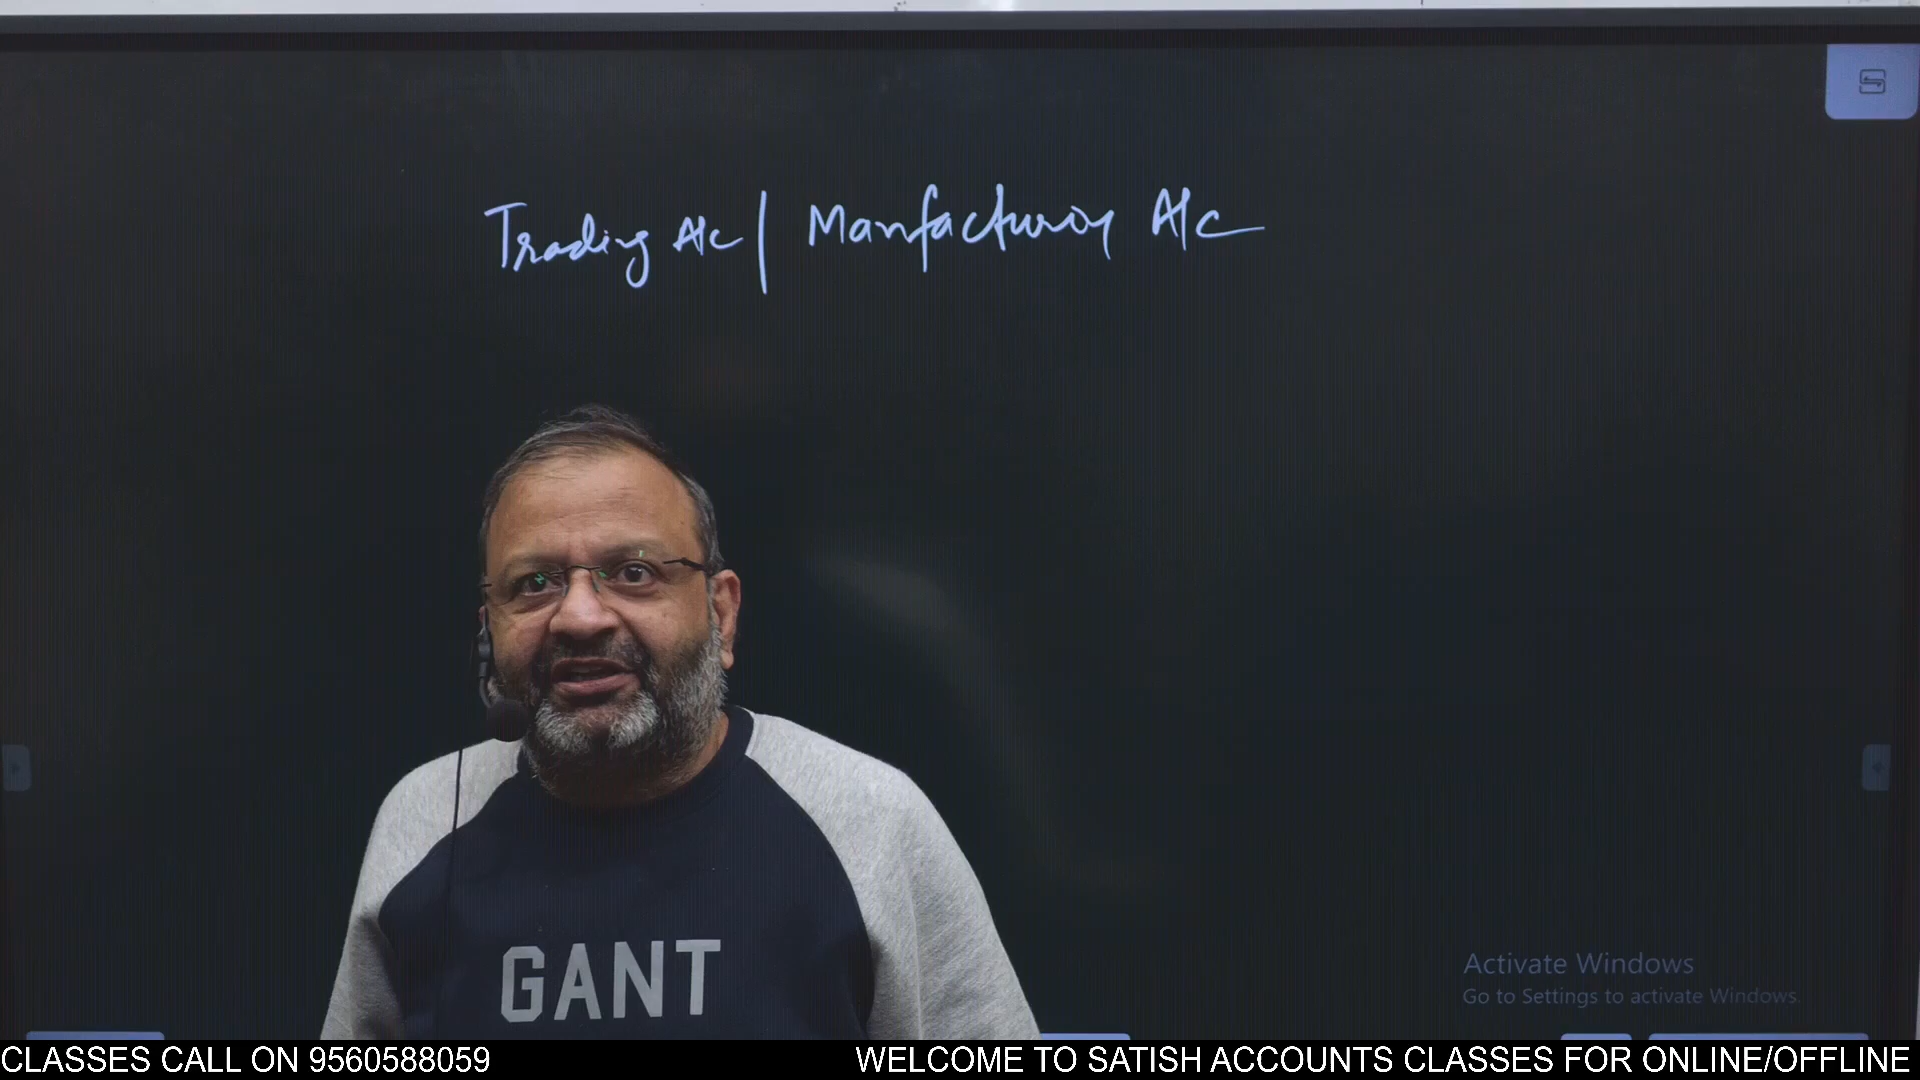 Trading A/c | Manfacturing A/c
GANT
Activate Windows
Go to Settings to activate Windows.
CLASSES CALL ON 9560588059 WELCOME TO SATISH ACCOUNTS CLASSES FOR ONLINE/OFFLINE